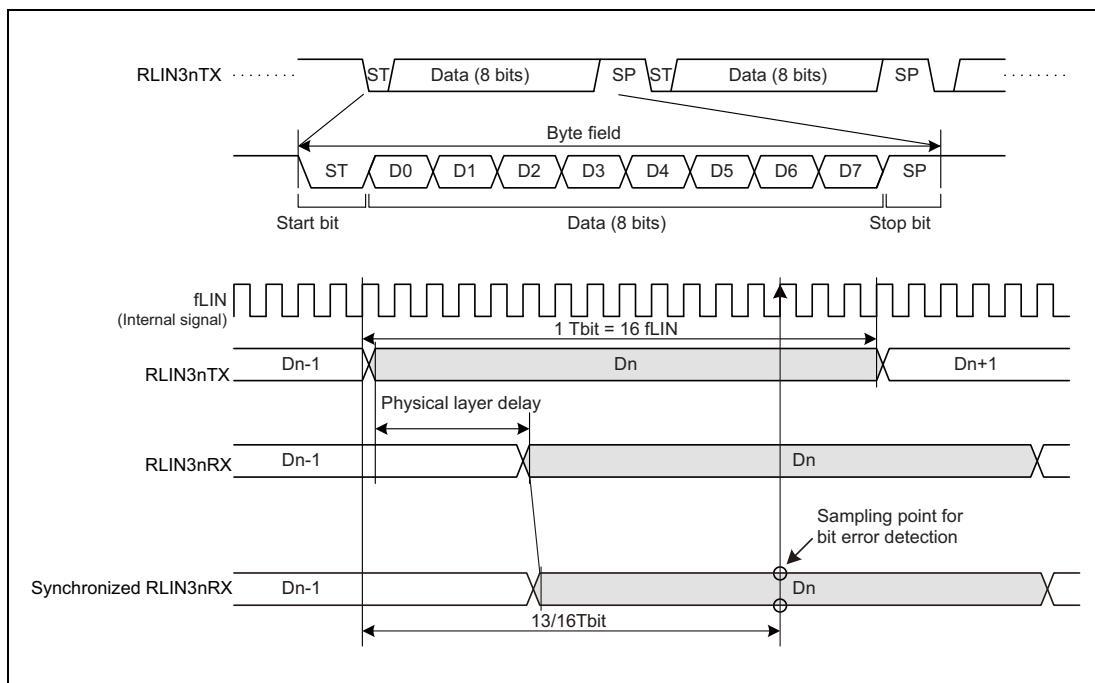 RLIN3nTX
ST Data (8 bits) SP ST Data (8 bits) SP
Byte field
ST D0 D1 D2 D3 D4 D5 D6 D7 SP
Start bit Data (8 bits) Stop bit
fLIN
(Internal signal)
1 Tbit = 16 fLIN
RLIN3nTX Dn-1 Dn Dn+1
Physical layer delay
RLIN3nRX Dn-1 Dn
Sampling point for
bit error detection
Synchronized RLIN3nRX Dn-1 Dn
13/16Tbit